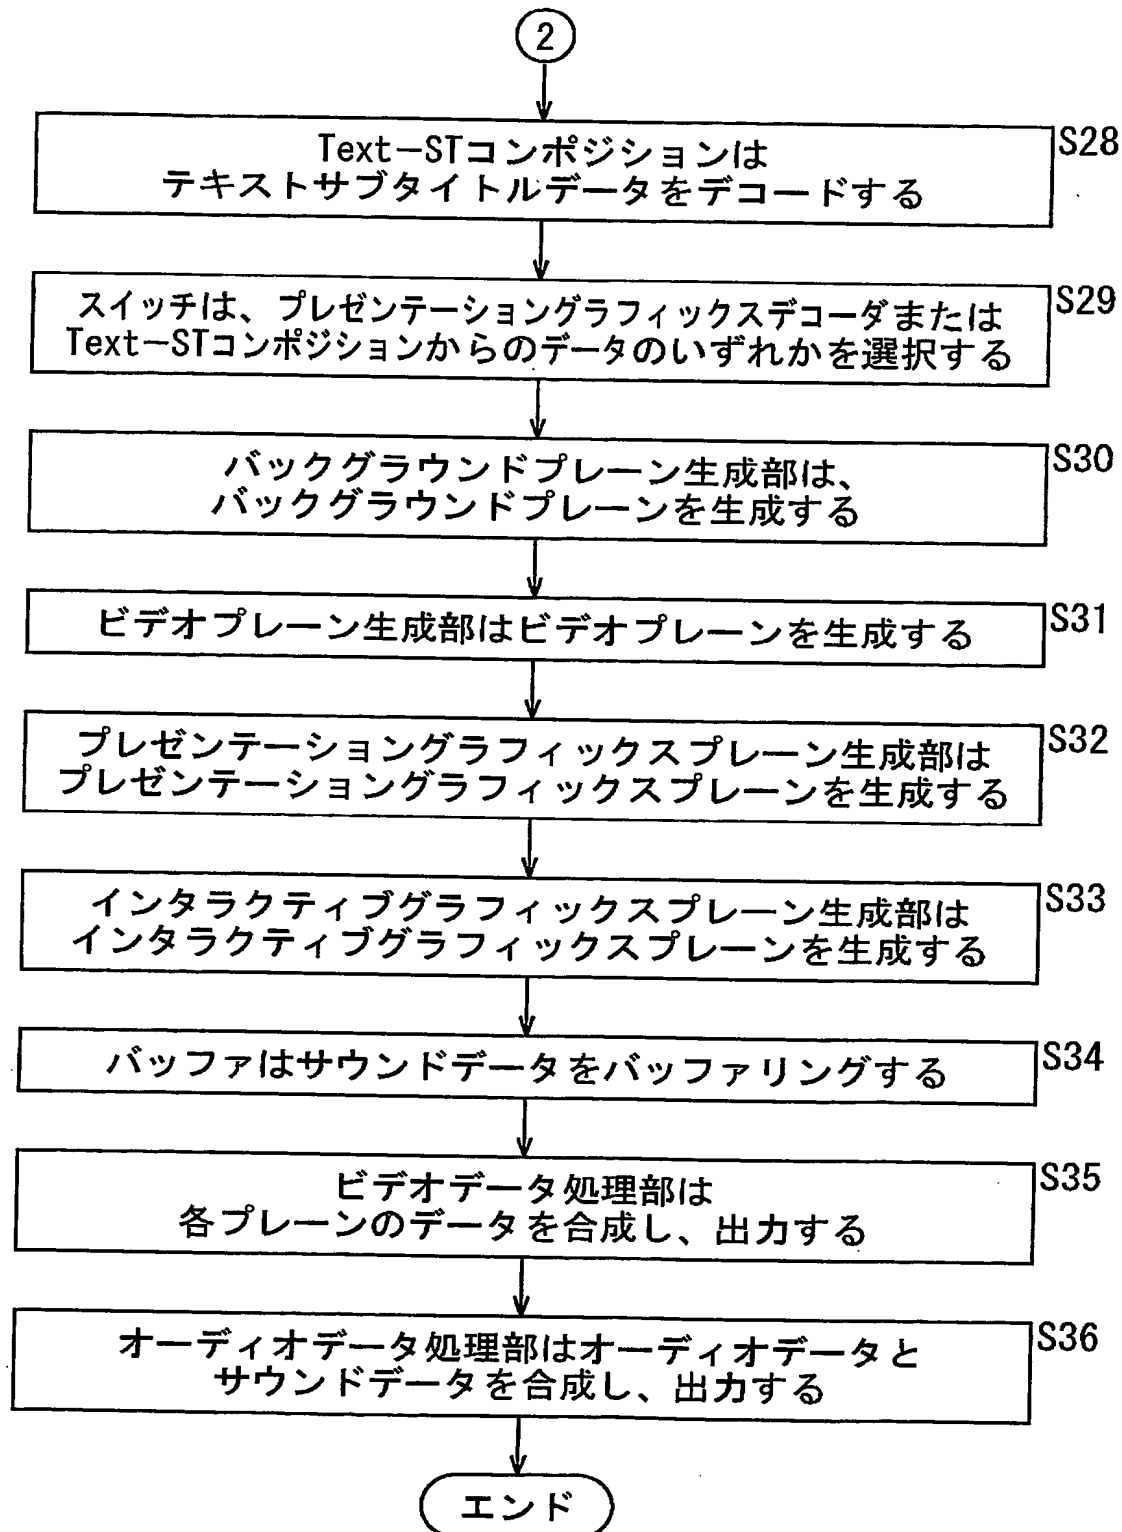 2
Text－STコンポジションは
テキストサブタイトルデータをデコードする
S28
スイッチは、プレゼンテーショングラフィックスデコーダまたは
Text－STコンポジションからのデータのいずれかを選択する
S29
バックグラウンドプレーン生成部は、
バックグラウンドプレーンを生成する
S30
ビデオプレーン生成部はビデオプレーンを生成する
S31
プレゼンテーショングラフィックスプレーン生成部は
プレゼンテーショングラフィックスプレーンを生成する
S32
インタラクティブグラフィックスプレーン生成部は
インタラクティブグラフィックスプレーンを生成する
S33
バッファはサウンドデータをバッファリングする
S34
ビデオデータ処理部は
各プレーンのデータを合成し、出力する
S35
オーディオデータ処理部はオーディオデータと
サウンドデータを合成し、出力する
S36
エンド